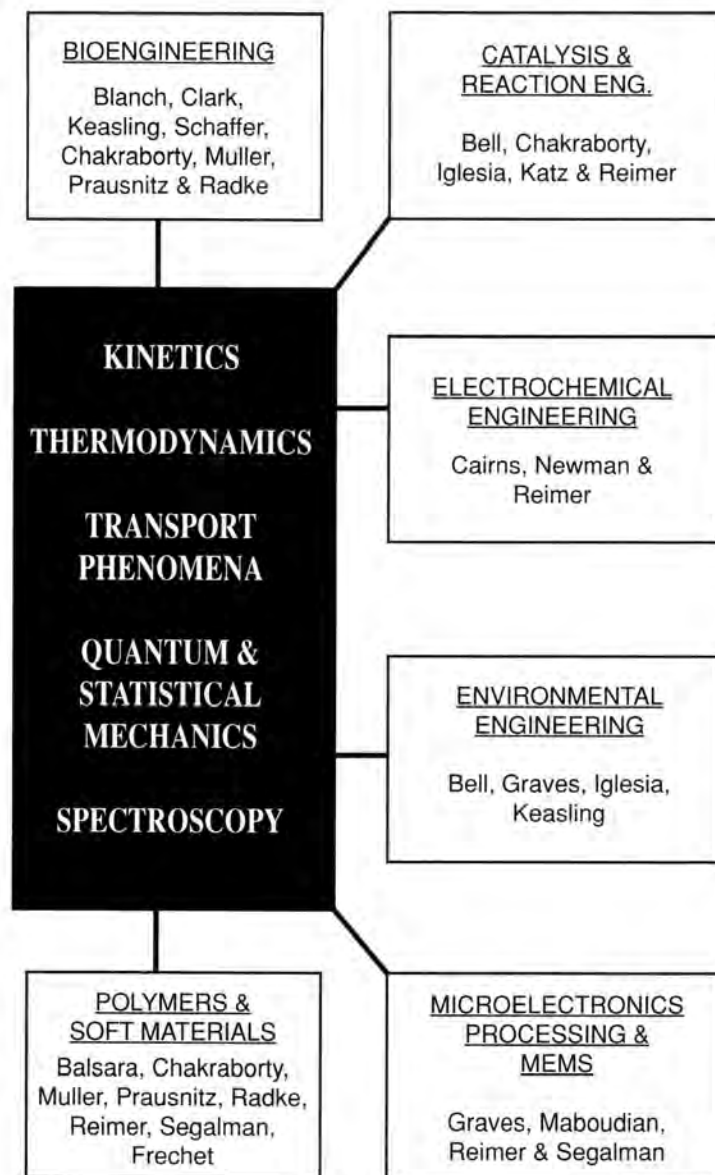 BIOENGINEERING
Blanch, Clark,
Keasling, Schaffer,
Chakraborty, Muller,
Prausnitz & Radke
CATALYSIS &
REACTION ENG.
Bell, Chakraborty,
Iglesia, Katz & Reimer
KINETICS
THERMODYNAMICS
TRANSPORT
PHENOMENA
QUANTUM &
STATISTICAL
MECHANICS
SPECTROSCOPY
ELECTROCHEMICAL
ENGINEERING
Cairns, Newman &
Reimer
ENVIRONMENTAL
ENGINEERING
Bell, Graves, Iglesia,
Keasling
POLYMERS &
SOFT MATERIALS
Balsara, Chakraborty,
Muller, Prausnitz, Radke,
Reimer, Segalman,
Frechet
MICROELECTRONICS
PROCESSING &
MEMS
Graves, Maboudian,
Reimer & Segalman